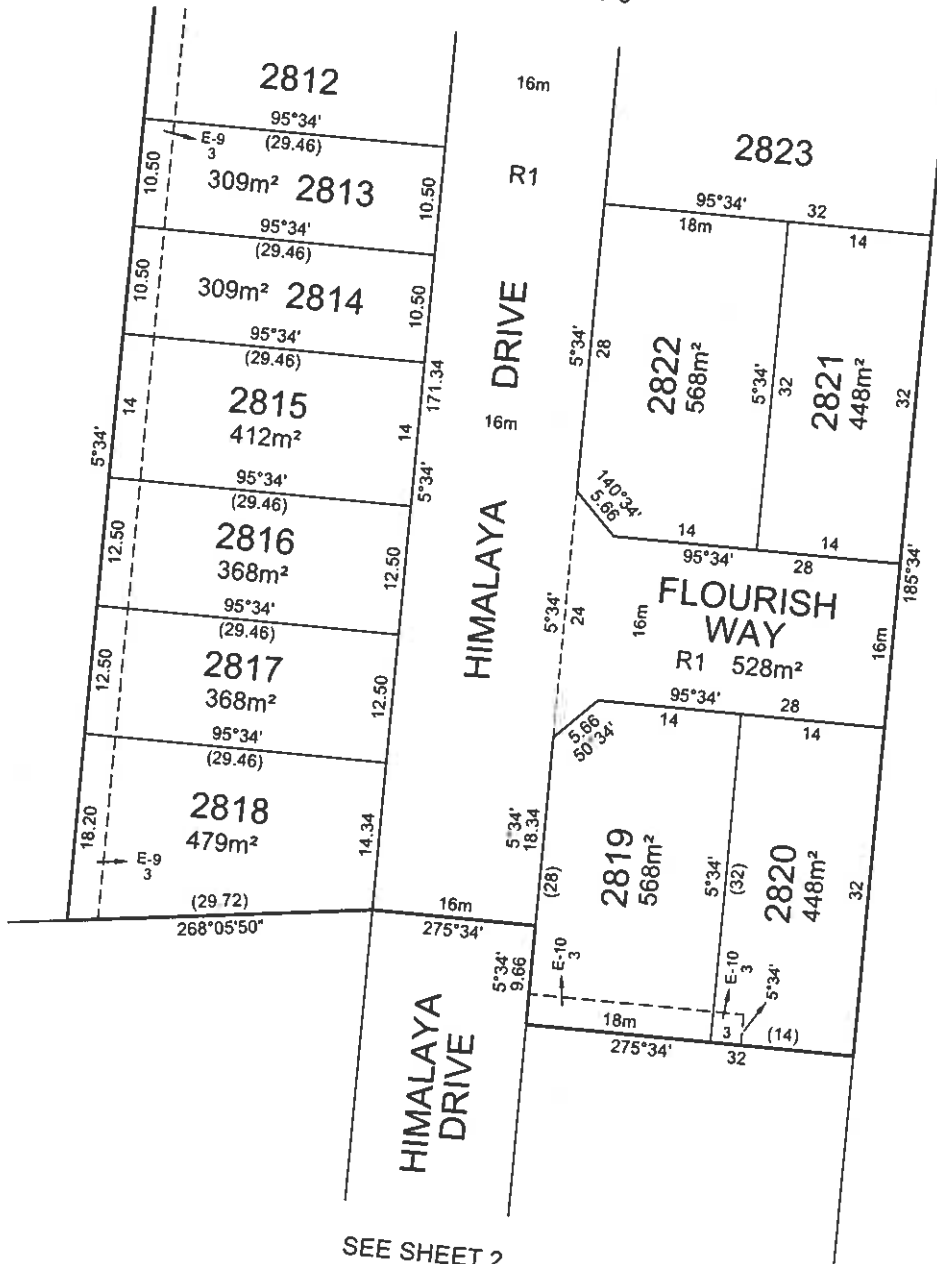 2812
95°34'
(29.46)
E-9
3
10.50
309m² 2813
10.50
95°34'
(29.46)
10.50
309m² 2814
10.50
95°34'
(29.46)
14
2815
412m²
14
171.34
5°34'
5°34'
95°34'
(29.46)
12.50
2816
368m²
12.50
95°34'
(29.46)
12.50
2817
368m²
12.50
95°34'
(29.46)
18.20
2818
479m²
14.34
E-9
3
(29.72)
268°05'50"
16m
R1
HIMALAYA DRIVE
16m
16m
275°34'
HIMALAYA
DRIVE
2823
95°34'
32
18m
14
5°34'
28
2822
568m²
5°34'
32
2821
448m²
32
140°34'
5.66
14
95°34'
14
28
185°34'
5°34'
24
16m
FLOURISH
WAY
R1 528m²
16m
95°34'
28
5.66
50°34'
14
14
5°34'
18.34
(28)
2819
568m²
5°34'
(32)
2820
448m²
32
5°34'
9.66
E-10
3
E-10
3
5°34'
18m
3
(14)
275°34'
32
SEE SHEET 2